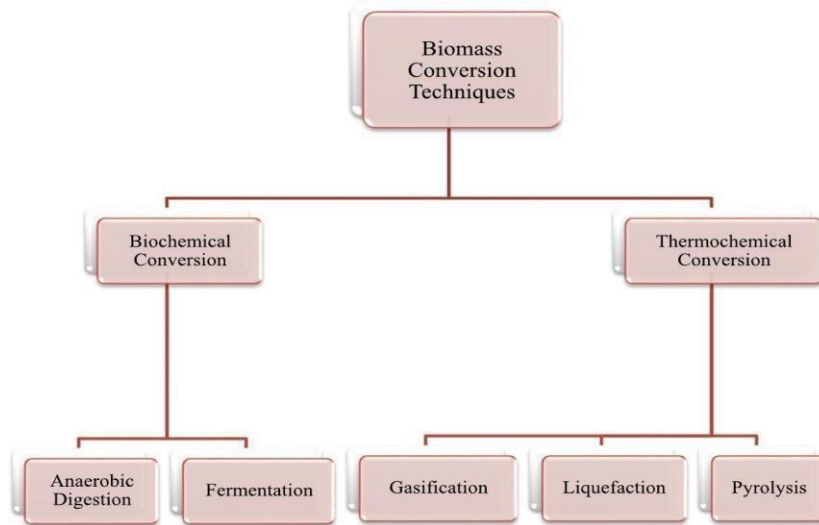 Biomass
Conversion
Techniques
Biochemical
Conversion
Thermochemical
Conversion
Anaerobic
Digestion
Fermentation
Gasification
Liquefaction
Pyrolysis